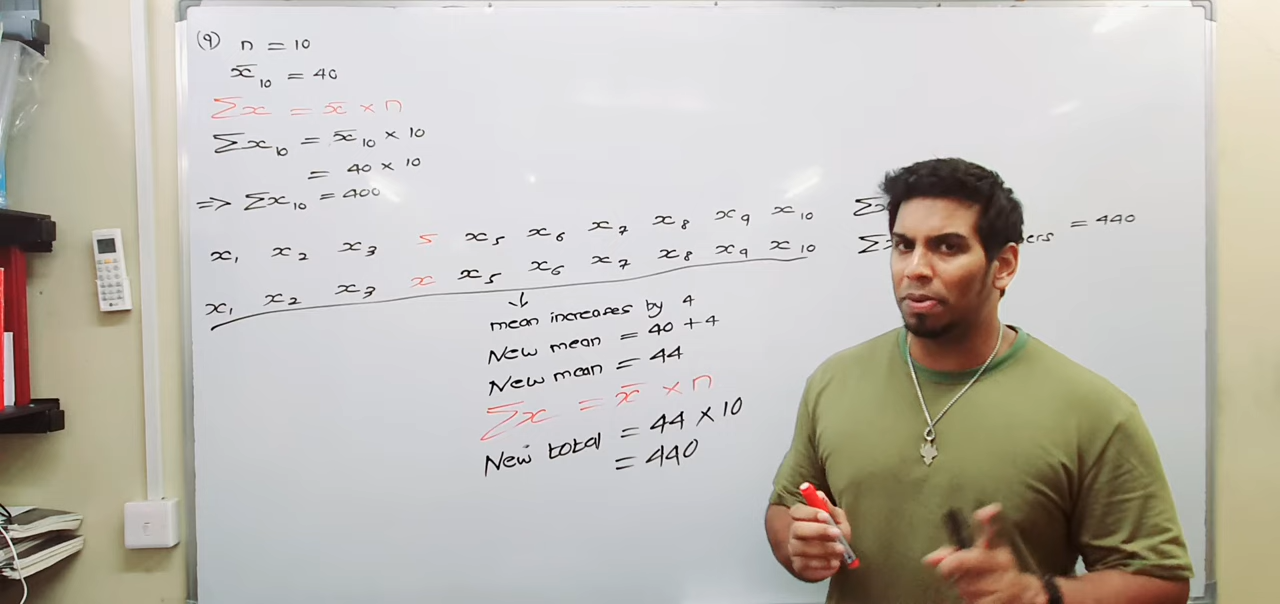 (9) n = 10
x̄₁₀ = 40
Σx = x̄ × n
Σx₁₀ = x̄₁₀ × 10
= 40 × 10
⇒ Σx₁₀ = 400
x₁ x₂ x₃ 5 x₅ x₆ x₇ x₈ x₉ x₁₀
x₁ x₂ x₃ x x₅ x₆ x₇ x₈ x₉ x₁₀
↓
mean increases by 4
New mean = 40 + 4
New mean = 44
Σx = x̄ × n
New total = 44 × 10
= 440
Σx
Σx = 440